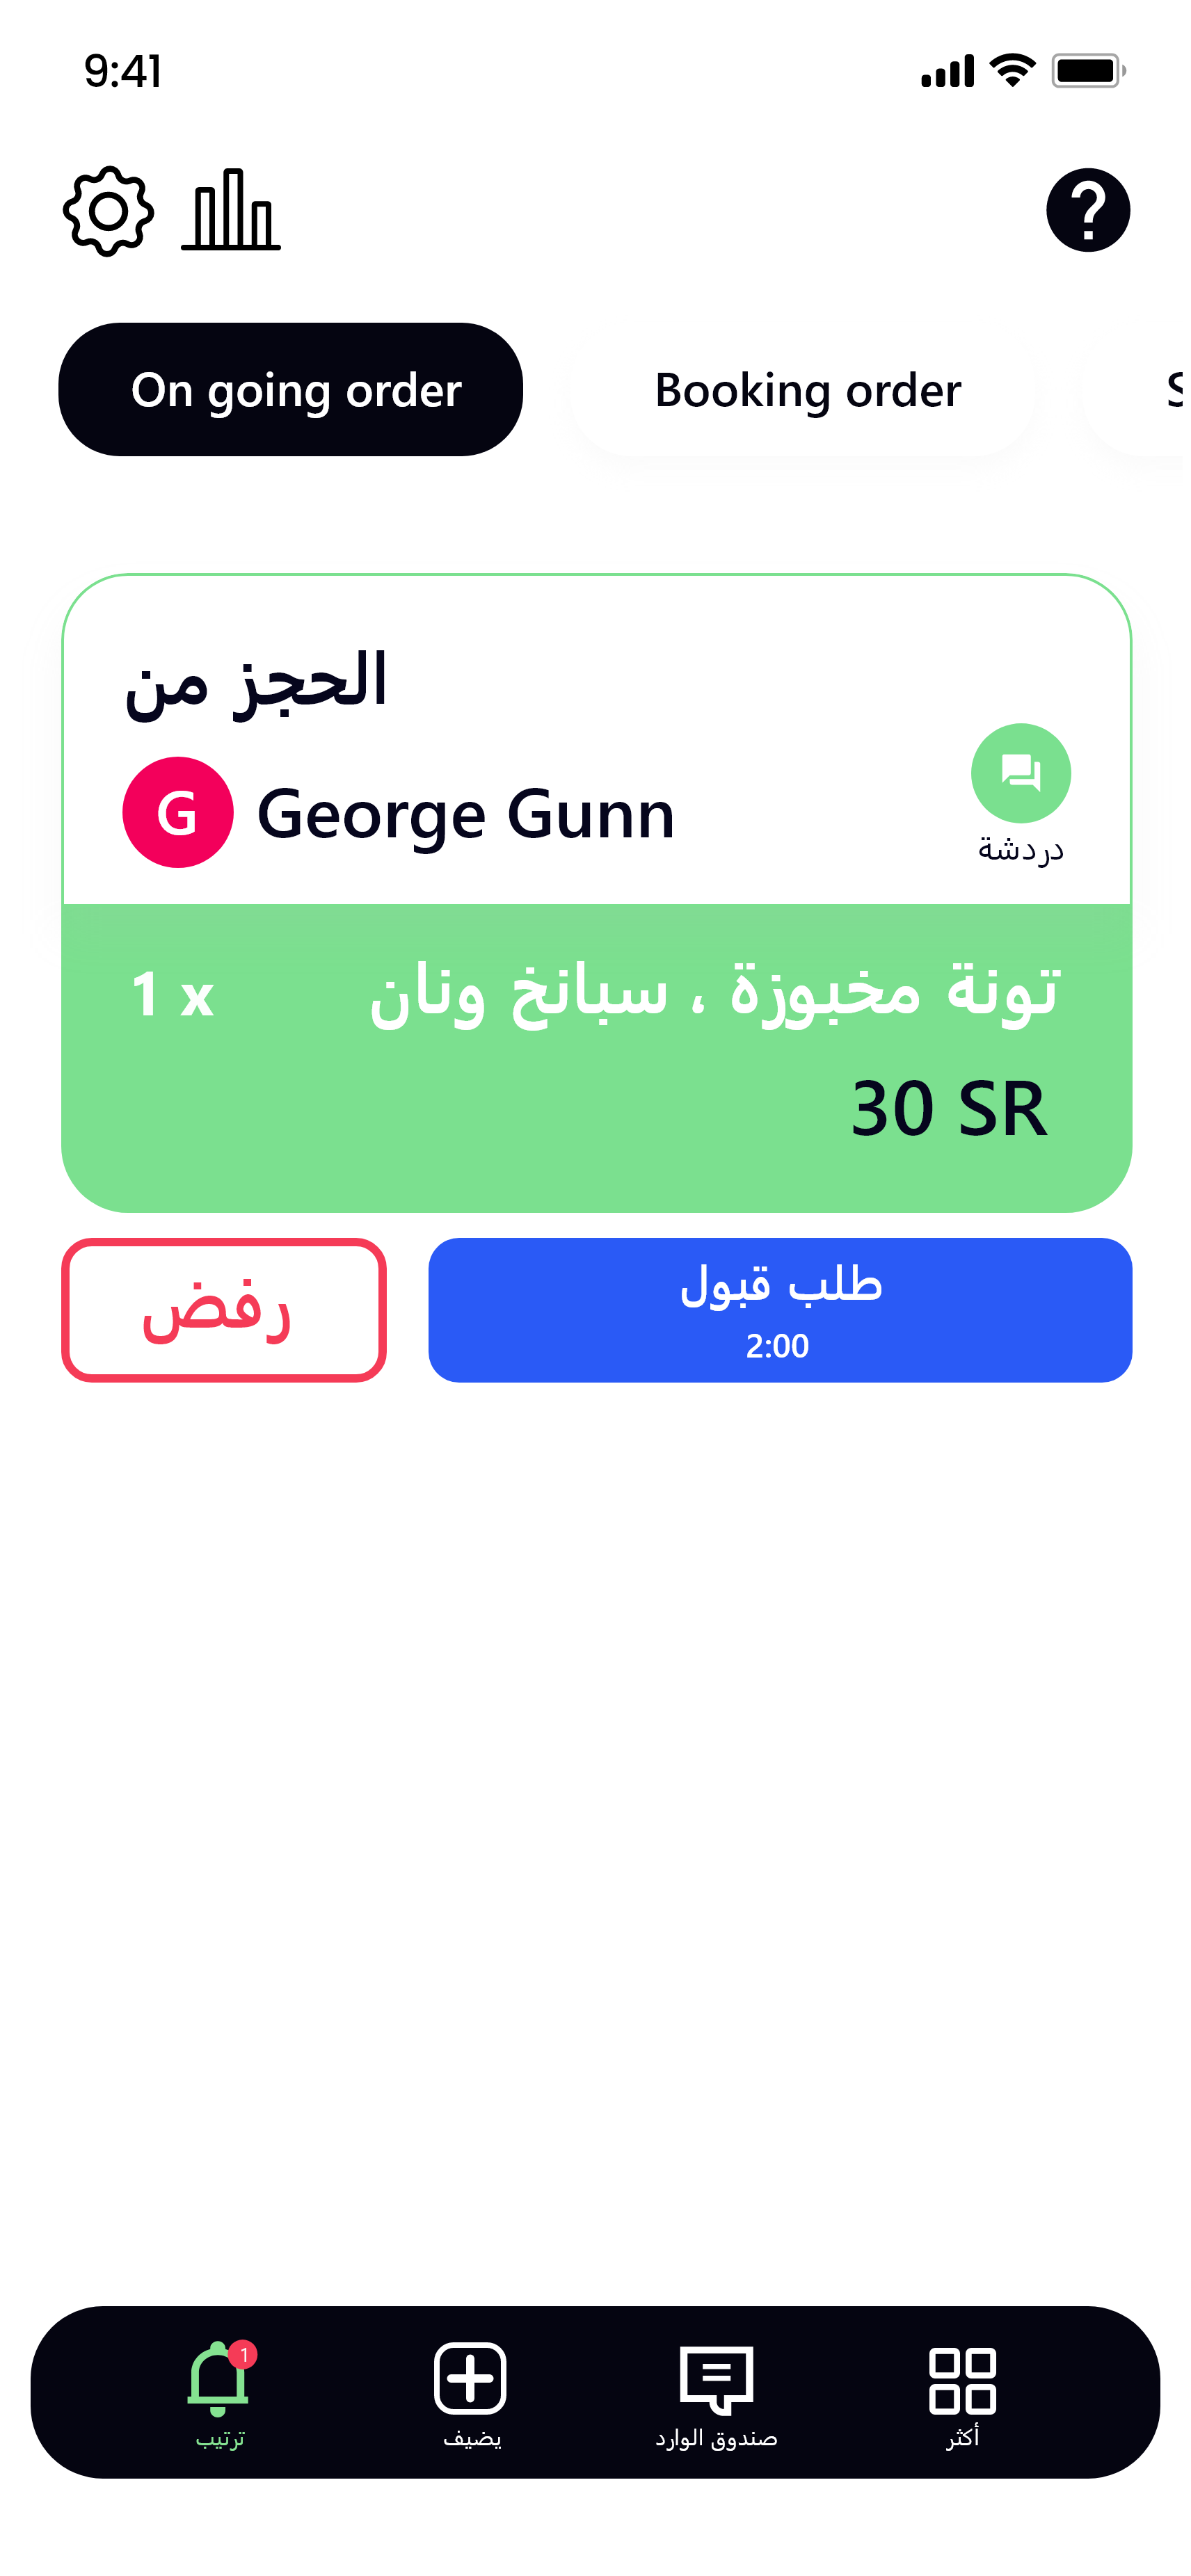 9:41
On going order
Booking order
S
الحجز من
G George Gunn
دردشة
1 x
تونة مخبوزة ، سبانخ ونان
30 SR
رفض
طلب قبول
2:00
1
ترتيب
يضيف
صندوق الوارد
أكثر